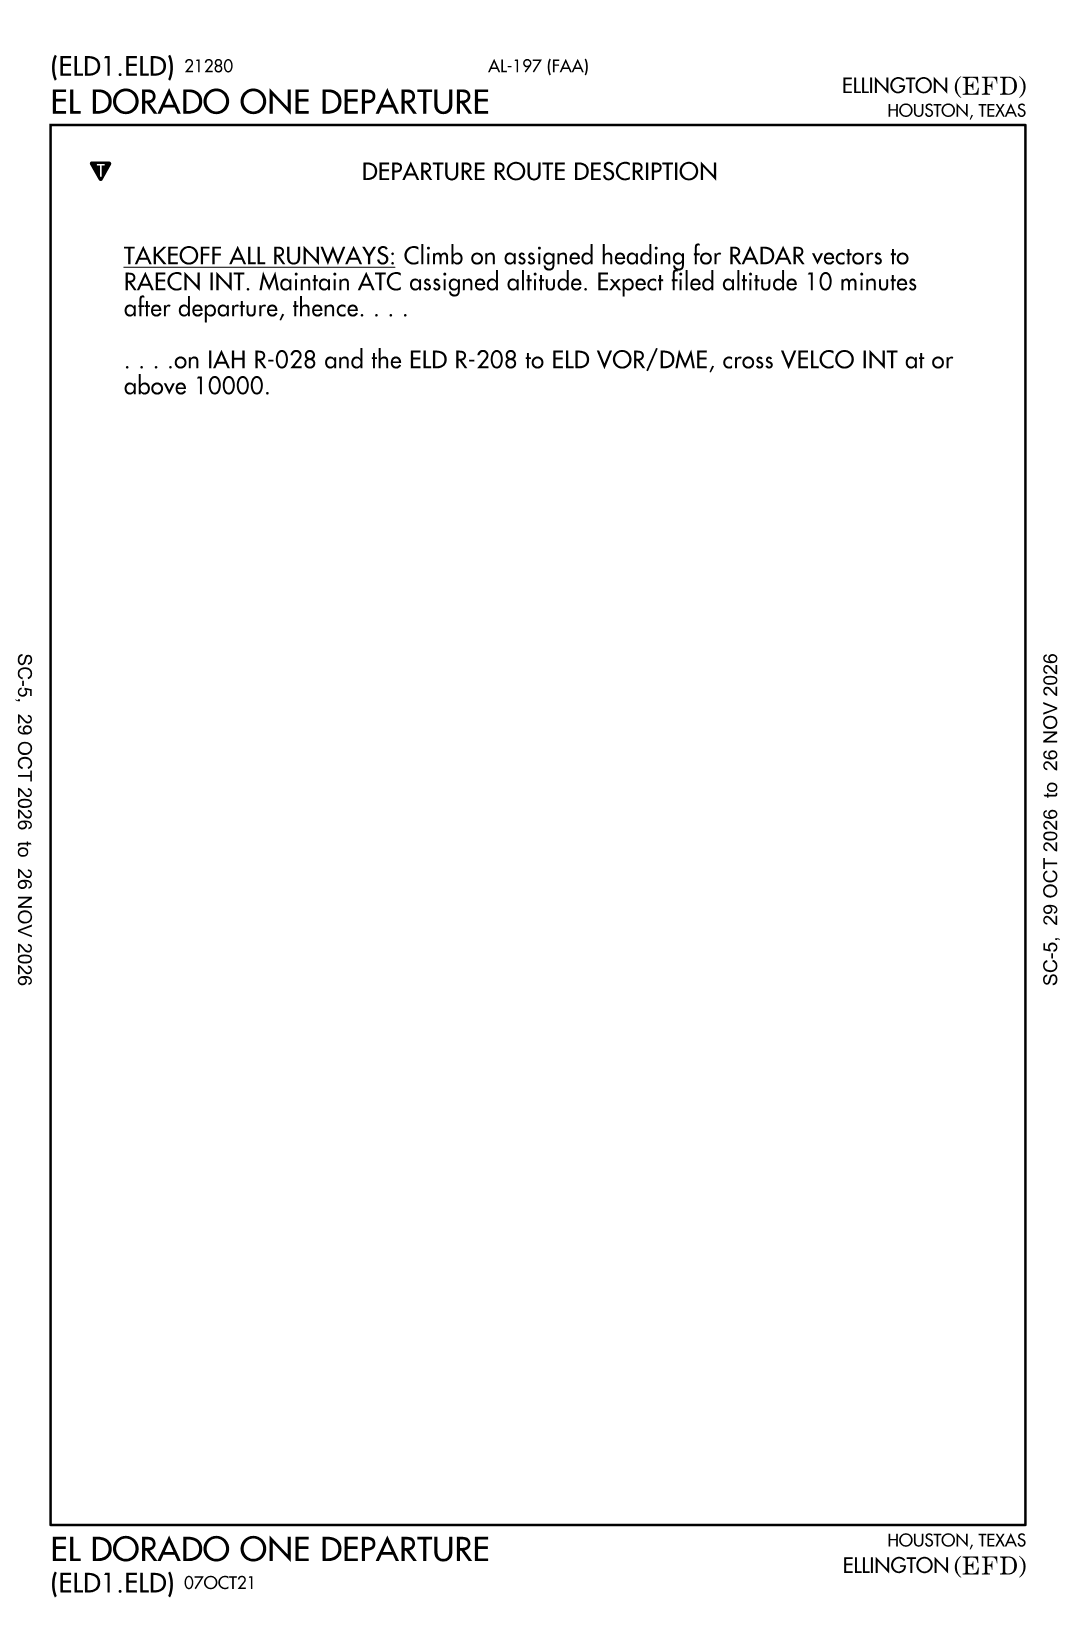 (ELD1.ELD) 21280
AL-197 (FAA)
EL DORADO ONE DEPARTURE
ELLINGTON (EFD)
HOUSTON, TEXAS
T
DEPARTURE ROUTE DESCRIPTION
TAKEOFF ALL RUNWAYS: Climb on assigned heading for RADAR vectors to
RAECN INT. Maintain ATC assigned altitude. Expect filed altitude 10 minutes
after departure, thence. . . .
. . . .on IAH R-028 and the ELD R-208 to ELD VOR/DME, cross VELCO INT at or
above 10000.
SC-5, 29 OCT 2026 to 26 NOV 2026
SC-5, 29 OCT 2026 to 26 NOV 2026
EL DORADO ONE DEPARTURE
(ELD1.ELD) 07OCT21
HOUSTON, TEXAS
ELLINGTON (EFD)